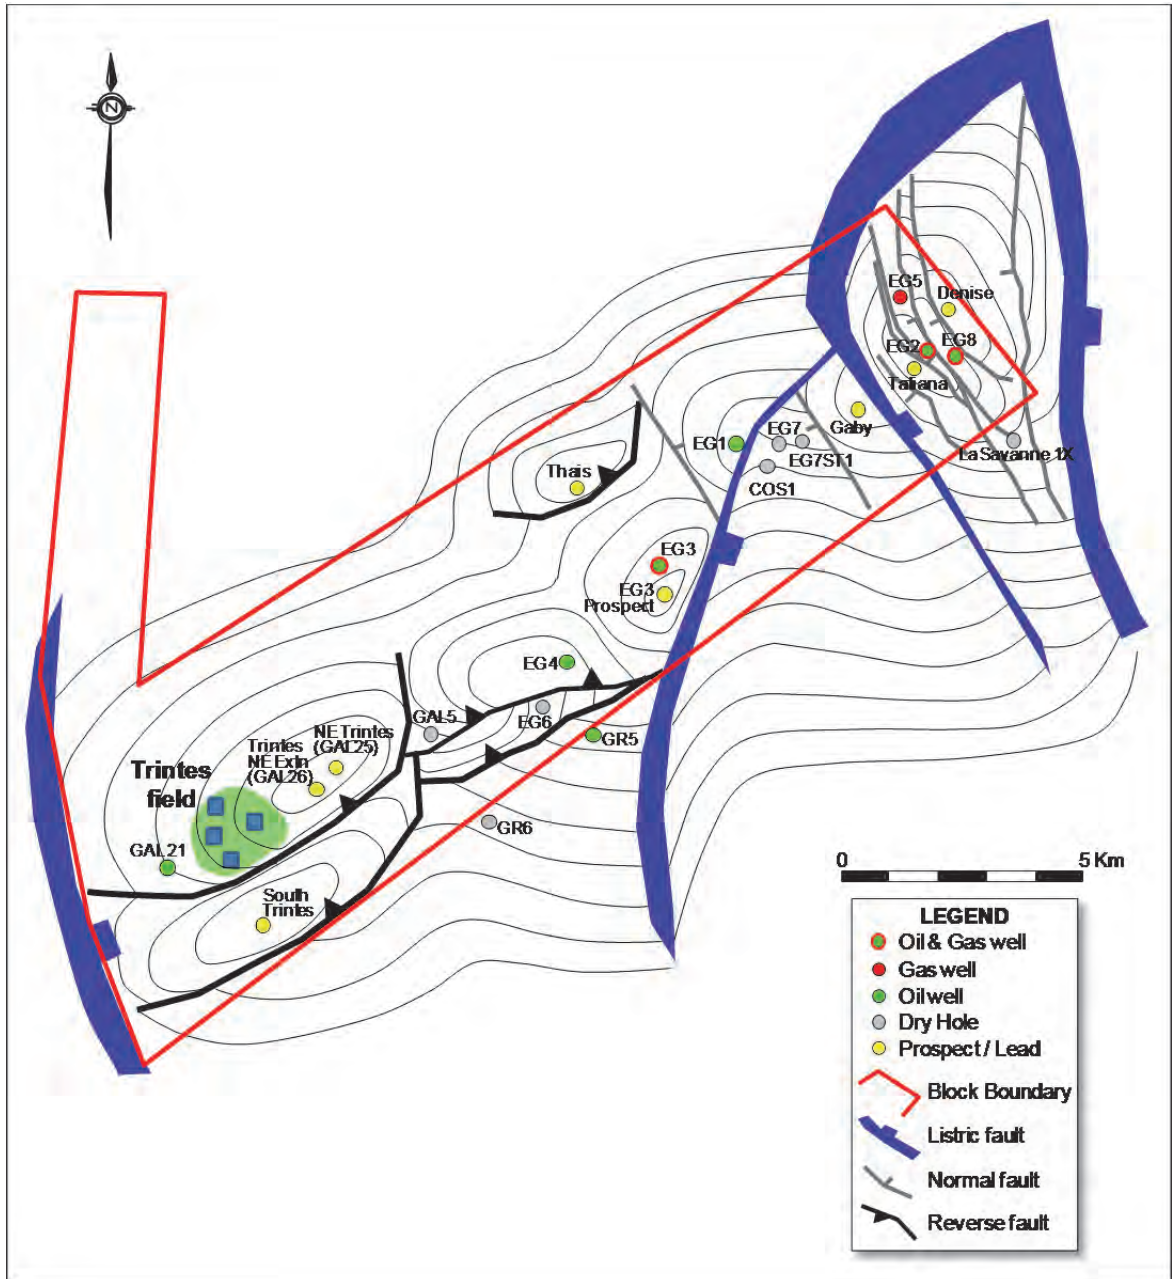 N
EG5
Denise
EG2
EG8
Tatiana
Gaby
EG1
EG7
EG7ST1
La Savanne 1X
COS1
Thais
EG3
EG3
Prospect
EG4
GAL5
EG6
GR5
NE Trintes
(GAL25)
Trintes
NE Extn
(GAL26)
Trintes
field
GR6
GAL21
South
Trintes
0
5 Km
LEGEND
Oil & Gas well
Gas well
Oil well
Dry Hole
Prospect / Lead
Block Boundary
Listric fault
Normal fault
Reverse fault